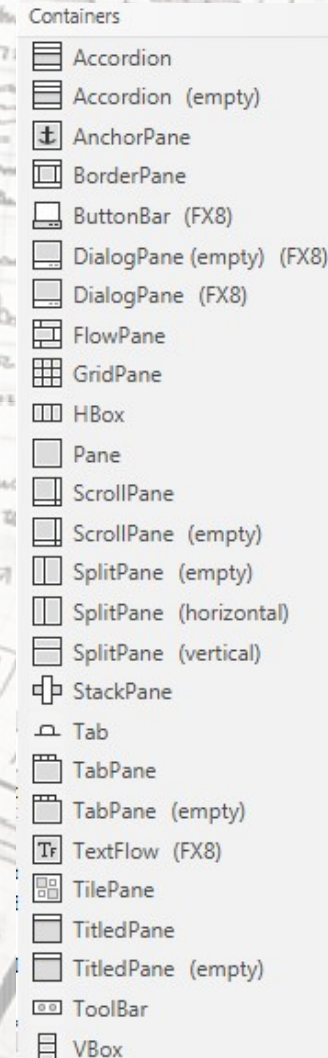 Containers
Accordion
Accordion (empty)
AnchorPane
BorderPane
ButtonBar (FX8)
DialogPane (empty) (FX8)
DialogPane (FX8)
FlowPane
GridPane
HBox
Pane
ScrollPane
ScrollPane (empty)
SplitPane (empty)
SplitPane (horizontal)
SplitPane (vertical)
StackPane
Tab
TabPane
TabPane (empty)
TextFlow (FX8)
TilePane
TitledPane
TitledPane (empty)
ToolBar
VBox